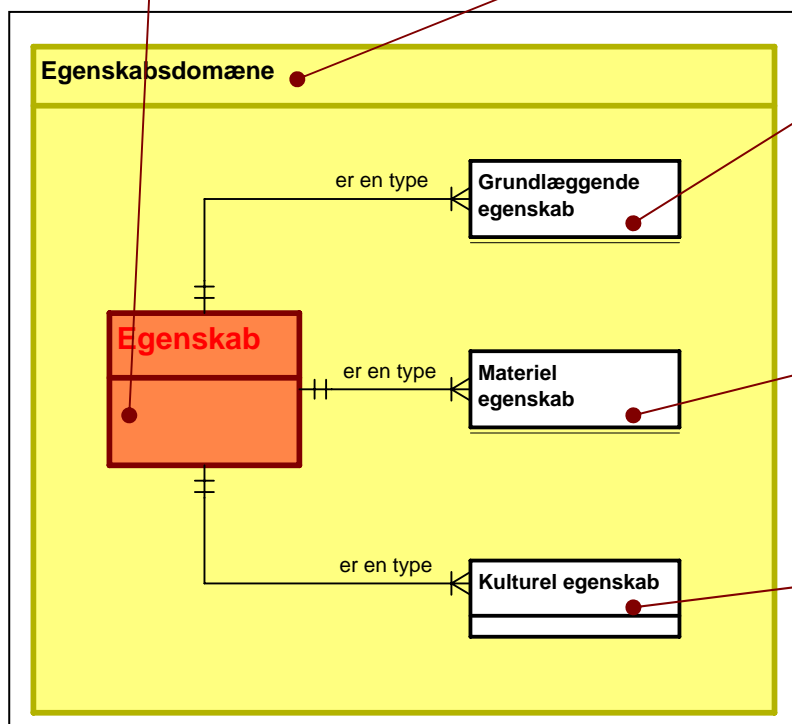 Egenskabsdomæne
er en type
Grundlæggende
egenskab
Egenskab
er en type
Materiel
egenskab
er en type
Kulturel egenskab